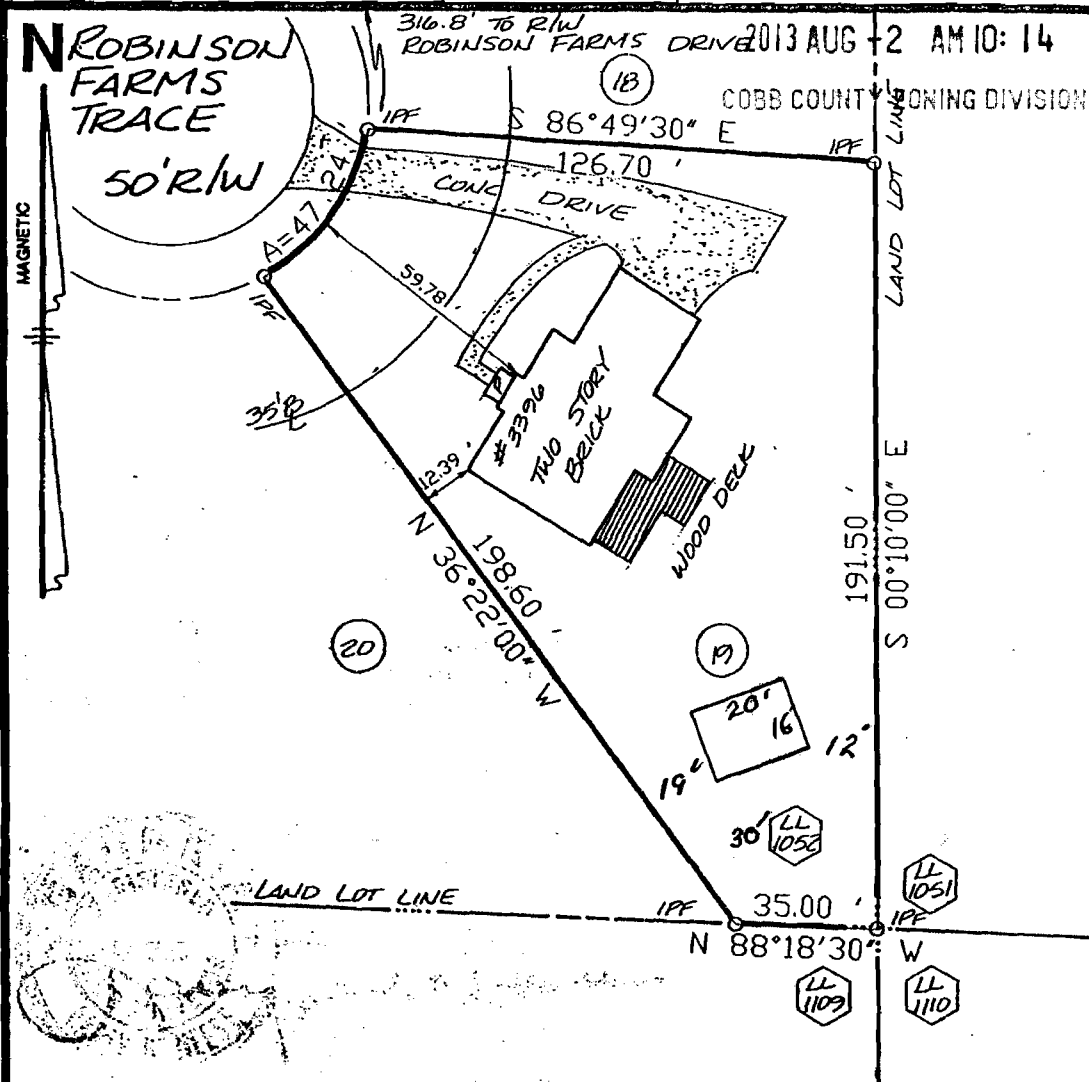 N
ROBINSON
FARMS
TRACE
50'R/W
316.8' TO R/W
ROBINSON FARMS DRIVE
2013 AUG -2 AM 10: 14
COBB COUNTY ZONING DIVISION
18
IPF
S 86°49'30" E
126.70 '
IPF
LAND LOT LINE
MAGNETIC
A=47.24
CONC DRIVE
59.78'
IPF
35'BL
P
#3396
TWO STORY
BRICK
12.39 '
WOOD DECK
191.50 '
S 00°10'00" E
198.60 '
N 36°22'00" W
20
19
20'
16
12'
19'
30'
LL
1052
LL
1051
LAND LOT LINE
IPF
35.00 '
IPF
N 88°18'30" W
LL
1109
LL
1110